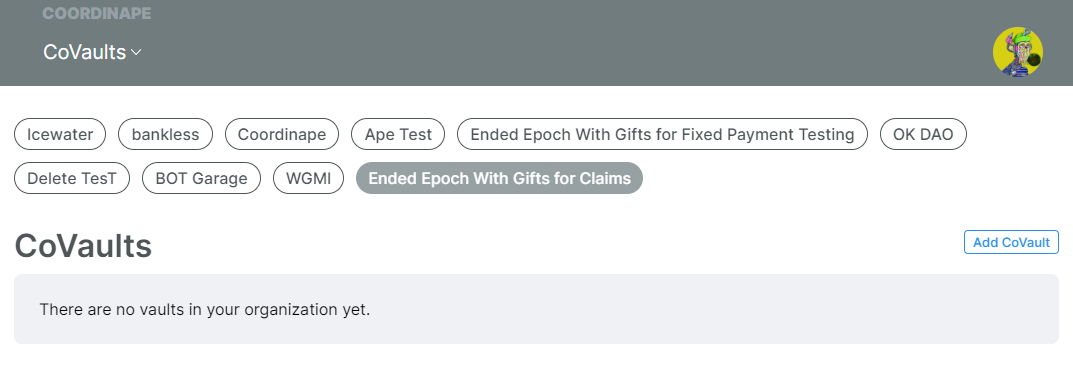 COORDINAPE
CoVaults
Icewater bankless Coordinape Ape Test Ended Epoch With Gifts for Fixed Payment Testing OK DAO
Delete TesT BOT Garage WGMI Ended Epoch With Gifts for Claims
CoVaults Add CoVault
There are no vaults in your organization yet.